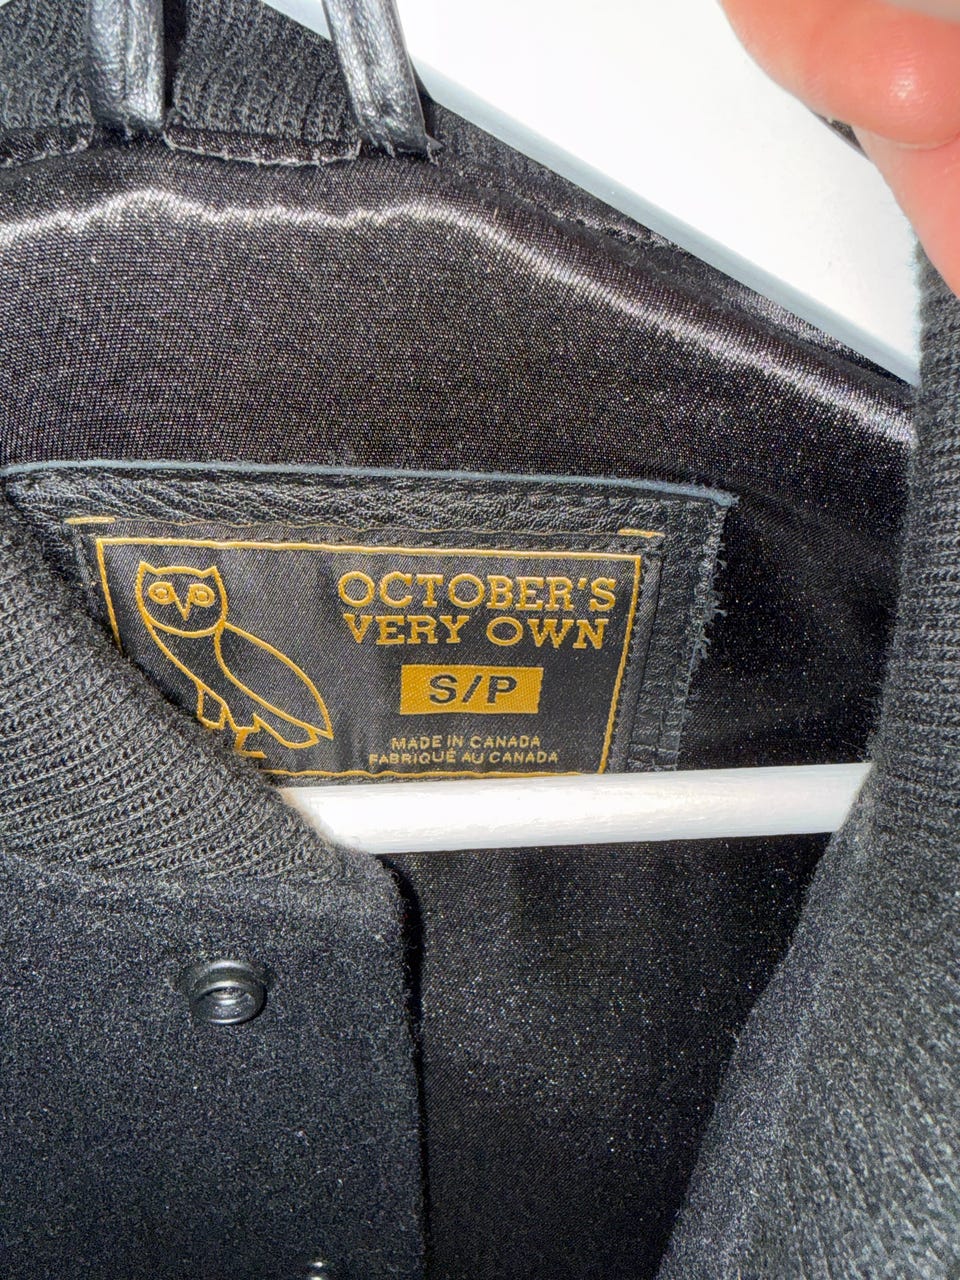 OCTOBER'S
VERY OWN
S/P
MADE IN CANADA
FABRIQUÉ AU CANADA